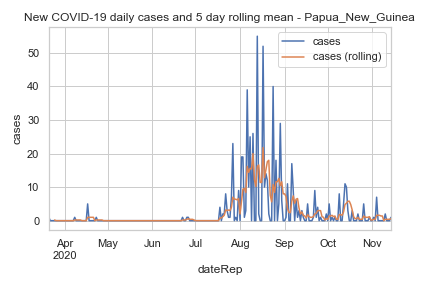 New COVID-19 daily cases and 5 day rolling mean - Papua_New_Guinea
cases
cases (rolling)
cases
50
40
30
20
10
0
Apr May Jun Jul Aug Sep Oct Nov
2020
dateRep